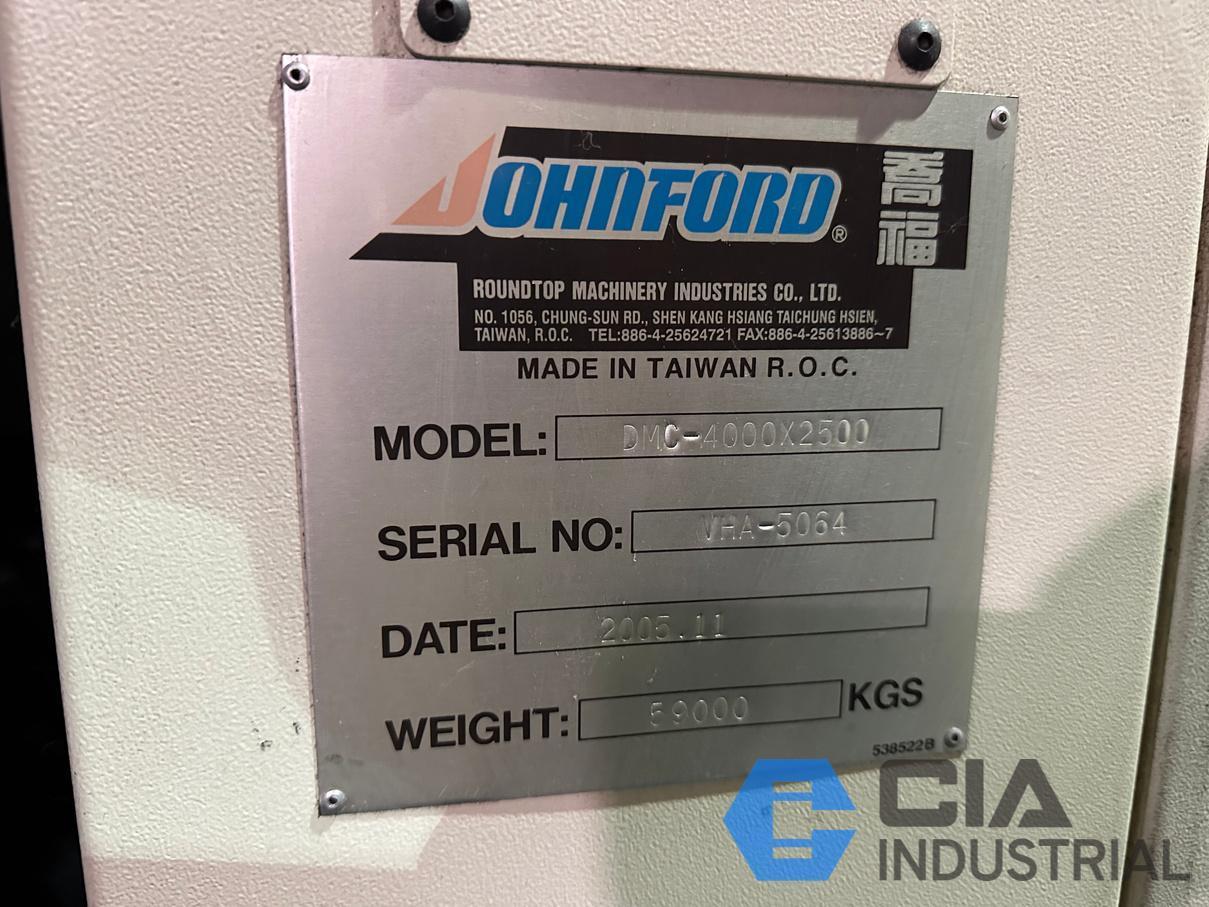 JOHNFORD®
喬福
ROUNDTOP MACHINERY INDUSTRIES CO., LTD.
NO. 1056, CHUNG-SUN RD., SHEN KANG HSIANG TAICHUNG HSIEN,
TAIWAN, R.O.C. TEL:886-4-25624721 FAX:886-4-25613886~7
MADE IN TAIWAN R.O.C.
MODEL: DMC-4000X2500
SERIAL NO: VHA-5064
DATE: 2005.11
WEIGHT: 59000 KGS
538522B
CIA
INDUSTRIAL